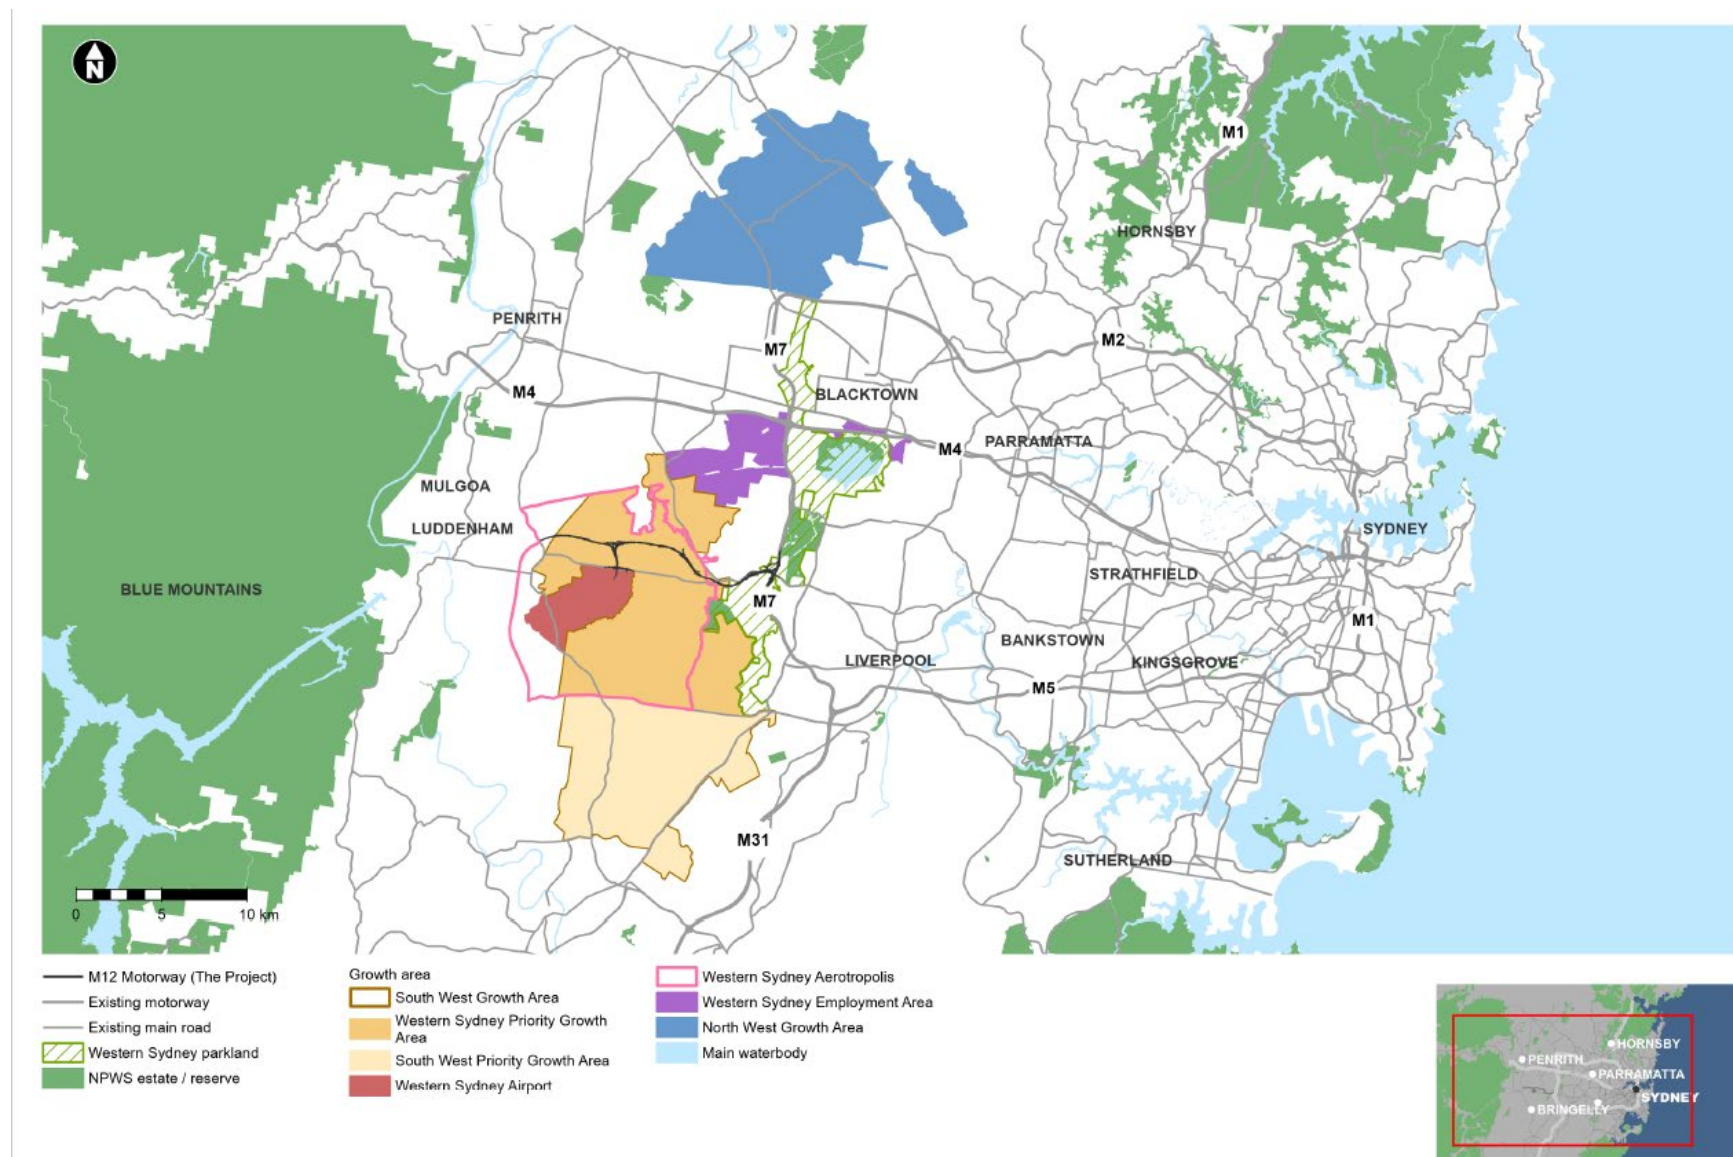 N
M1
HORNSBY
PENRITH
M7
M2
M4
BLACKTOWN
PARRAMATTA
M4
MULGOA
LUDDENHAM
SYDNEY
STRATHFIELD
BLUE MOUNTAINS
M7
M1
BANKSTOWN
LIVERPOOL
KINGSGROVE
M5
M31
SUTHERLAND
0 5 10 km
M12 Motorway (The Project)
Existing motorway
Existing main road
Western Sydney parkland
NPWS estate / reserve
Growth area
South West Growth Area
Western Sydney Priority Growth
Area
South West Priority Growth Area
Western Sydney Airport
Western Sydney Aerotropolis
Western Sydney Employment Area
North West Growth Area
Main waterbody
HORNSBY
PENRITH
PARRAMATTA
SYDNEY
BRINGELLY